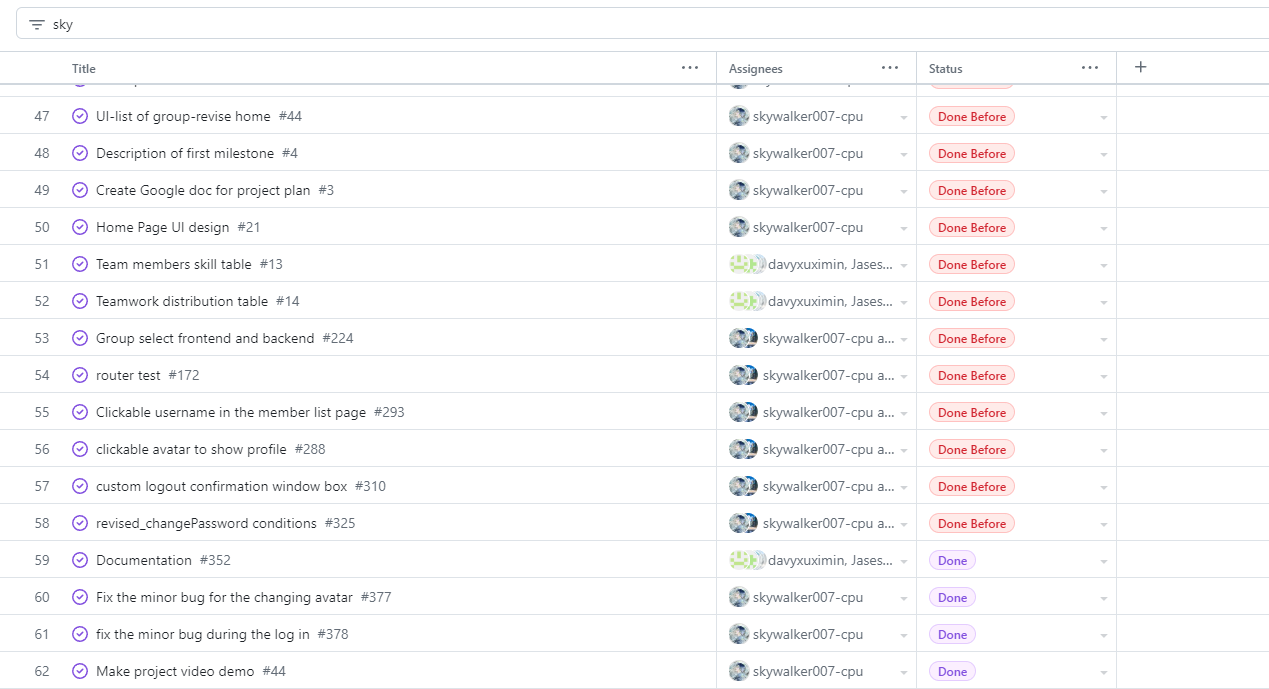 sky
Title ... Assignees ... Status ... +
47 UI-list of group-revise home #44 skywalker007-cpu Done Before
48 Description of first milestone #4 skywalker007-cpu Done Before
49 Create Google doc for project plan #3 skywalker007-cpu Done Before
50 Home Page UI design #21 skywalker007-cpu Done Before
51 Team members skill table #13 davyxuximin, Jases... Done Before
52 Teamwork distribution table #14 davyxuximin, Jases... Done Before
53 Group select frontend and backend #224 skywalker007-cpu a... Done Before
54 router test #172 skywalker007-cpu a... Done Before
55 Clickable username in the member list page #293 skywalker007-cpu a... Done Before
56 clickable avatar to show profile #288 skywalker007-cpu a... Done Before
57 custom logout confirmation window box #310 skywalker007-cpu a... Done Before
58 revised_changePassword conditions #325 skywalker007-cpu a... Done Before
59 Documentation #352 davyxuximin, Jases... Done
60 Fix the minor bug for the changing avatar #377 skywalker007-cpu Done
61 fix the minor bug during the log in #378 skywalker007-cpu Done
62 Make project video demo #44 skywalker007-cpu Done